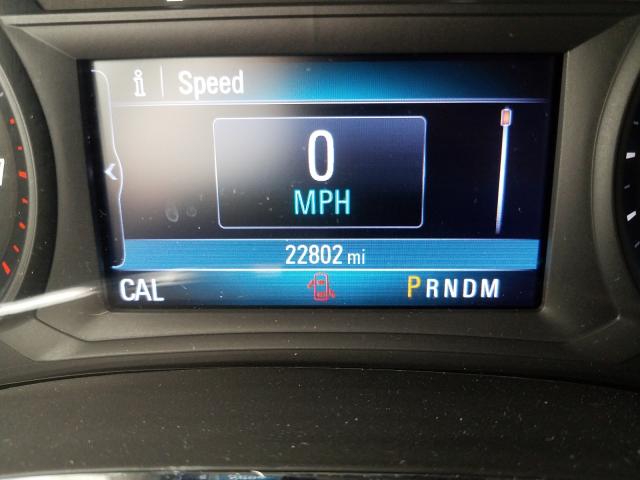 i Speed
0
MPH
22802 mi
CAL PRNDM